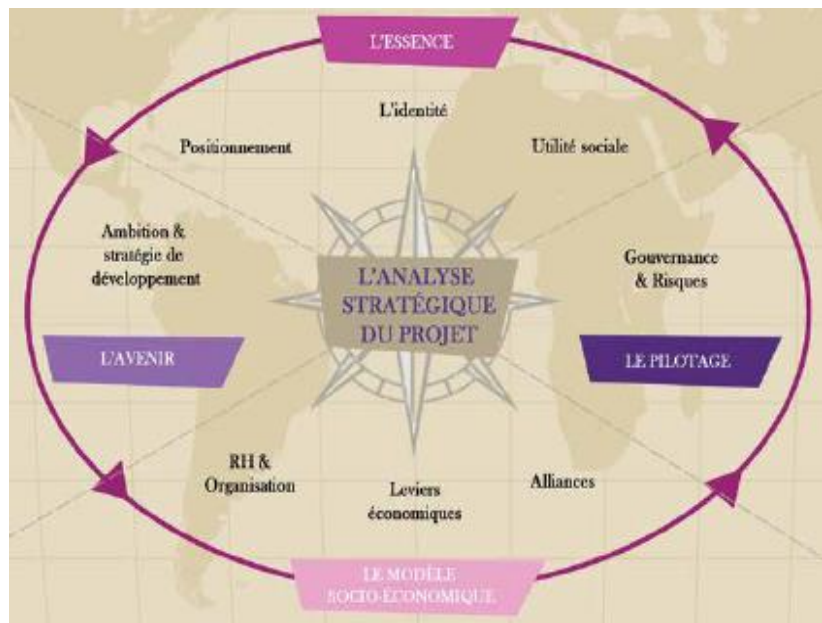 L'ESSENCE
L'identité
Positionnement
Utilité sociale
Ambition &
stratégie de
développement
Gouvernance
& Risques
L'ANALYSE
STRATÉGIQUE
DU PROJET
L'AVENIR
LE PILOTAGE
RH &
Organisation
Leviers
économiques
Alliances
LE MODÈLE
SOCIO-ÉCONOMIQUE